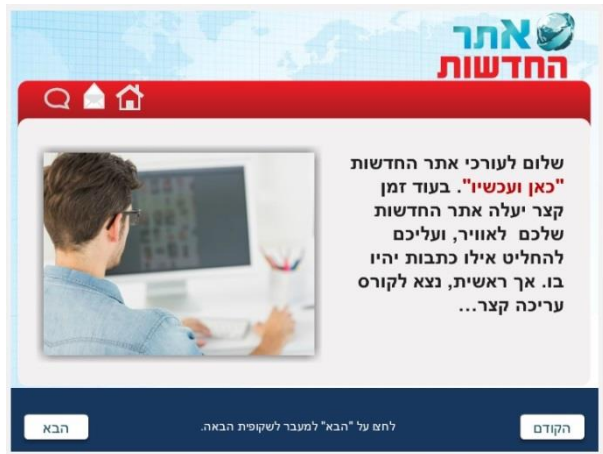 אתר
החדשות
שלום לעורכי אתר החדשות
"כאן ועכשיו". בעוד זמן
קצר יעלה אתר החדשות
שלכם לאוויר, ועליכם
להחליט אילו כתבות יהיו
בו. אך ראשית, נצא לקורס
עריכה קצר...
הקודם
לחצו על "הבא" למעבר לשקופית הבאה.
הבא